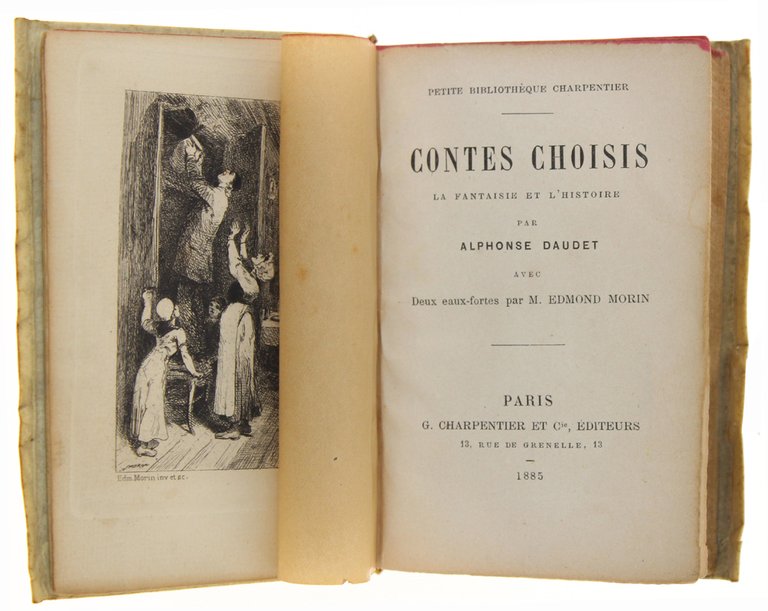 Edm. Morin inv et sc.
PETITE BIBLIOTHÈQUE CHARPENTIER
CONTES CHOISIS
LA FANTAISIE ET L'HISTOIRE
PAR
ALPHONSE DAUDET
AVEC
Deux eaux-fortes par M. EDMOND MORIN
PARIS
G. CHARPENTIER ET Cie, ÉDITEURS
13, RUE DE GRENELLE, 13
1885